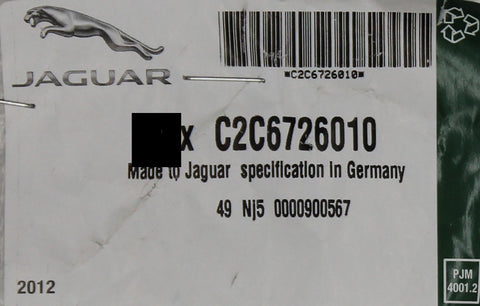 JAGUAR
*C2C6726010*
x C2C6726010
Made to Jaguar specification in Germany
49 Nj5 0000900567
2012
PJM
4001.2